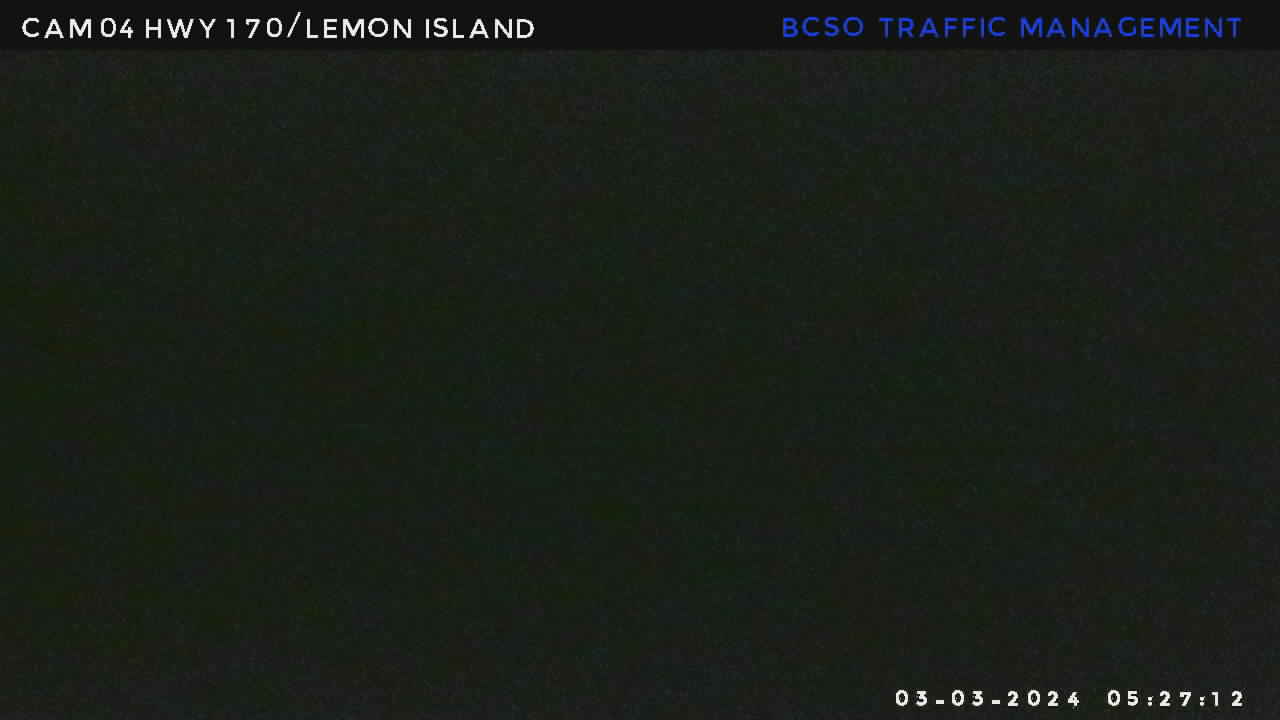 CAM04 HWY 170/LEMON ISLAND
BCSO TRAFFIC MANAGEMENT
03-03-2024 05:27:12